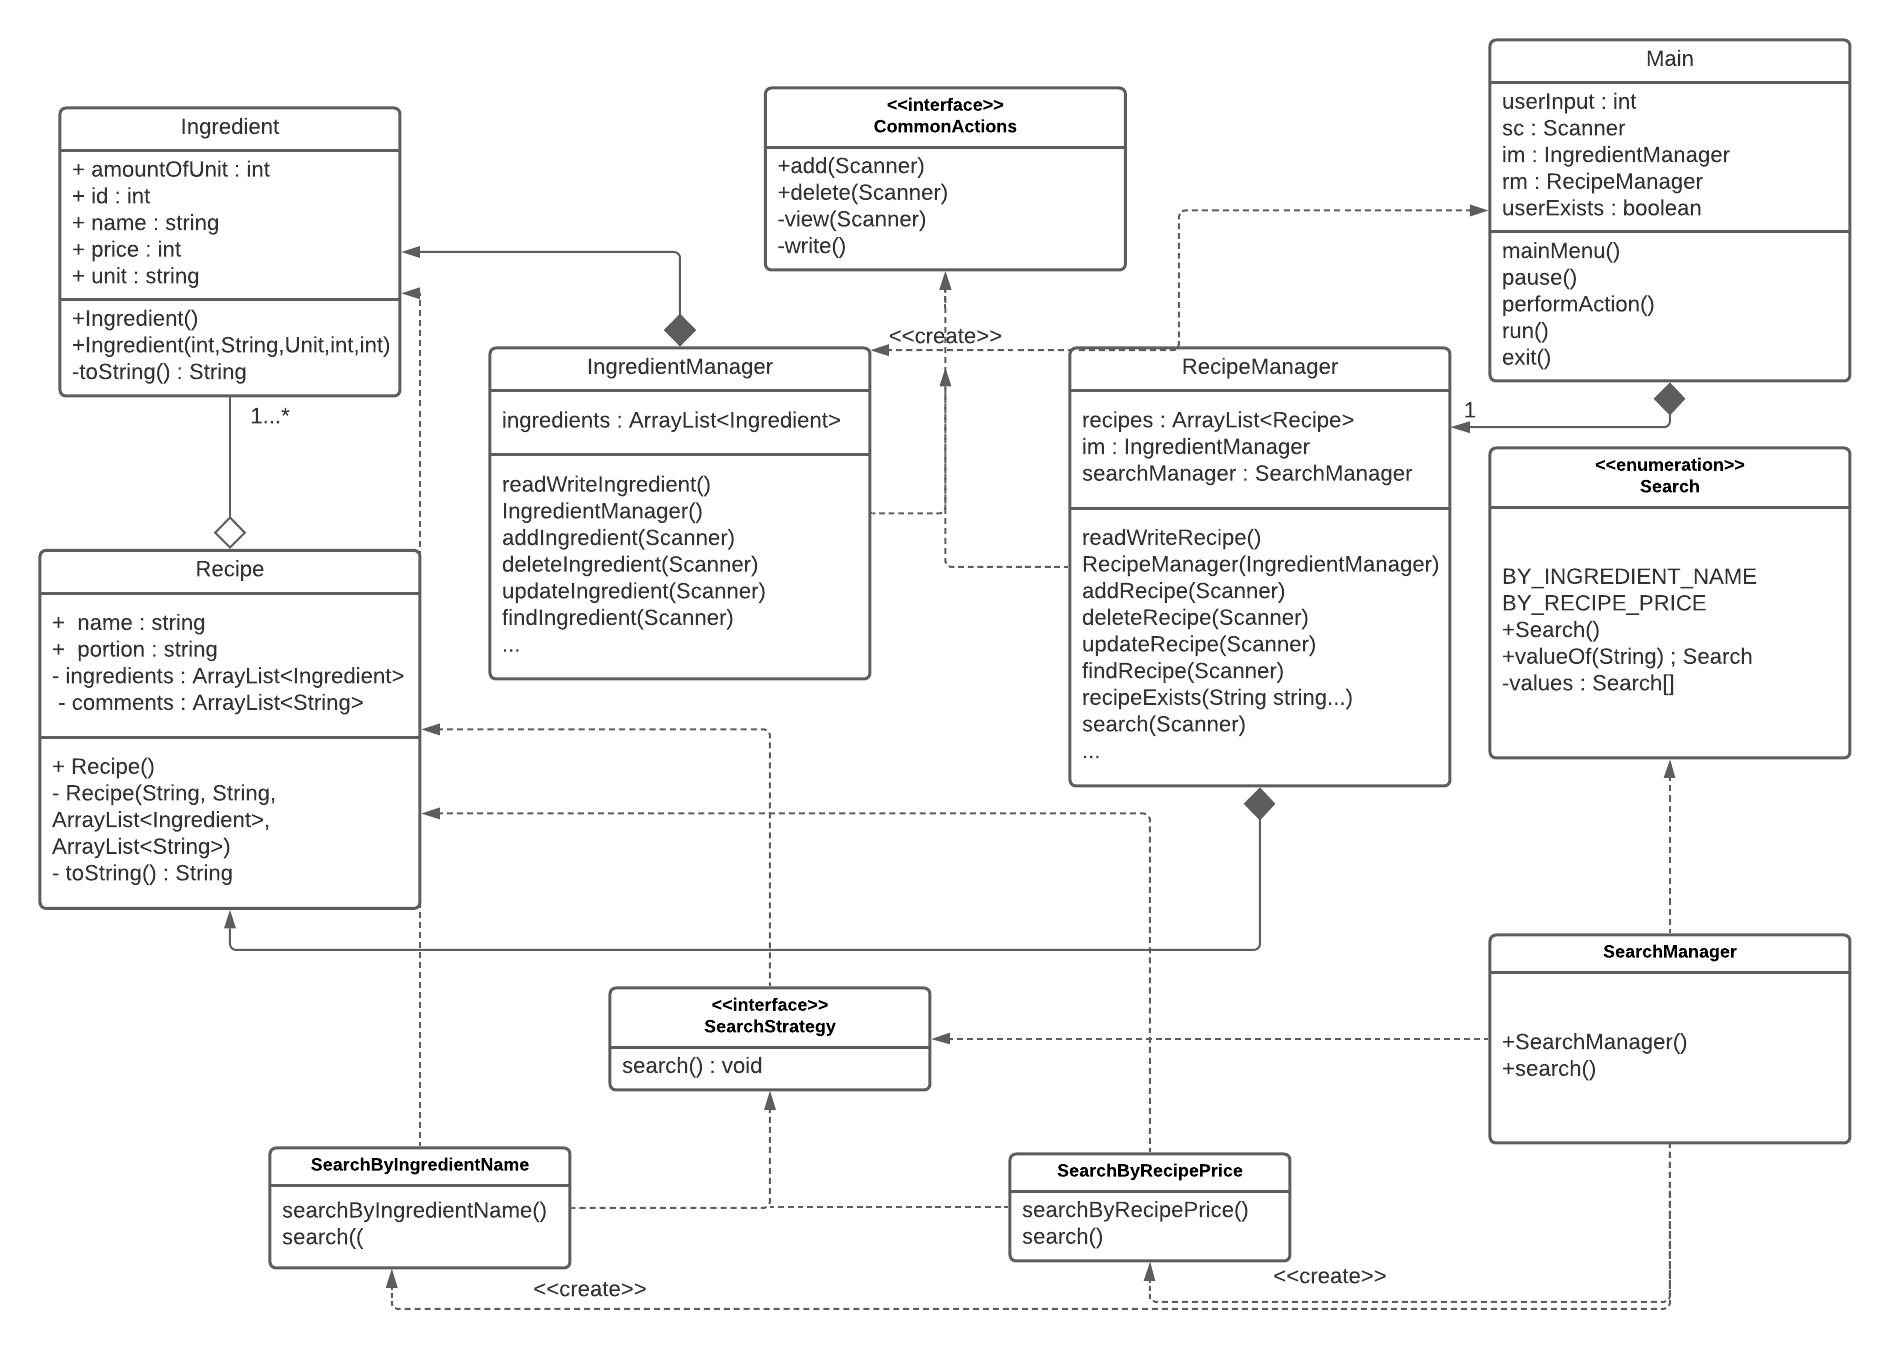 Main
userInput : int
sc : Scanner
im : IngredientManager
rm : RecipeManager
userExists : boolean
mainMenu()
pause()
performAction()
run()
exit()
<<interface>>
CommonActions
+add(Scanner)
+delete(Scanner)
-view(Scanner)
-write()
Ingredient
+ amountOfUnit : int
+ id : int
+ name : string
+ price : int
+ unit : string
+Ingredient()
+Ingredient(int,String,Unit,int,int)
-toString() : String
1...*
<<create>>
IngredientManager
ingredients : ArrayList<Ingredient>
readWriteIngredient()
IngredientManager()
addIngredient(Scanner)
deleteIngredient(Scanner)
updateIngredient(Scanner)
findIngredient(Scanner)
...
RecipeManager
recipes : ArrayList<Recipe>
im : IngredientManager
searchManager : SearchManager
readWriteRecipe()
RecipeManager(IngredientManager)
addRecipe(Scanner)
deleteRecipe(Scanner)
updateRecipe(Scanner)
findRecipe(Scanner)
recipeExists(String string...)
search(Scanner)
...
1
<<enumeration>>
Search
BY_INGREDIENT_NAME
BY_RECIPE_PRICE
+Search()
+valueOf(String) ; Search
-values : Search[]
Recipe
+  name : string
+  portion : string
- ingredients : ArrayList<Ingredient>
- comments : ArrayList<String>
+ Recipe()
- Recipe(String, String,
ArrayList<Ingredient>,
ArrayList<String>)
- toString() : String
SearchManager
+SearchManager()
+search()
<<interface>>
SearchStrategy
search() : void
SearchByIngredientName
searchByIngredientName()
search((
SearchByRecipePrice
searchByRecipePrice()
search()
<<create>>
<<create>>